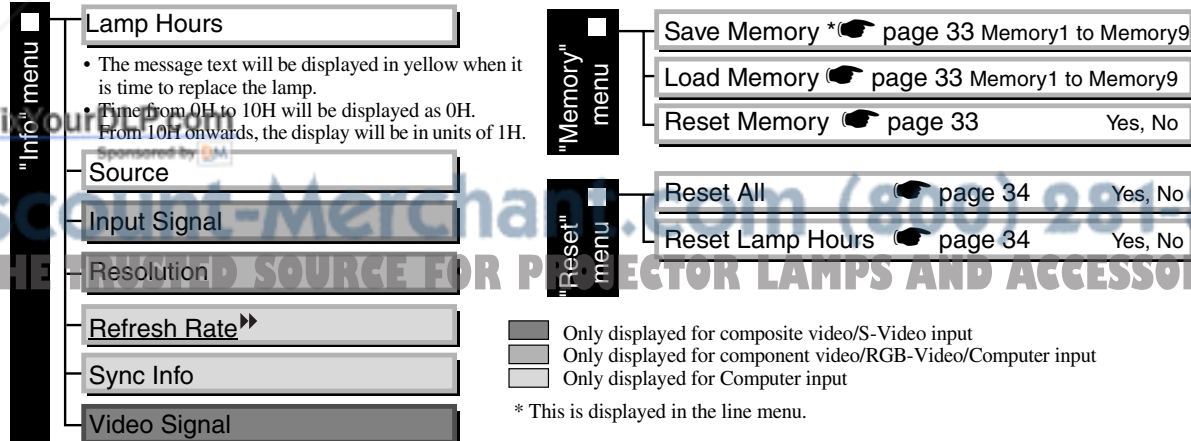 "Info" menu
Lamp Hours
• The message text will be displayed in yellow when it
is time to replace the lamp.
• Time from 0H to 10H will be displayed as 0H.
From 10H onwards, the display will be in units of 1H.
Sponsored by DM
Source
Input Signal
Resolution
Refresh Rate
Sync Info
Video Signal
"Memory"
menu
Save Memory * page 33 Memory1 to Memory9
Load Memory page 33 Memory1 to Memory9
Reset Memory page 33 Yes, No
"Reset"
menu
Reset All page 34 Yes, No
Reset Lamp Hours page 34 Yes, No
Only displayed for composite video/S-Video input
Only displayed for component video/RGB-Video/Computer input
Only displayed for Computer input
* This is displayed in the line menu.
FixYourDLP.com
scount-Merchant.com (800) 281-
THE TRUSTED SOURCE FOR PROJECTOR LAMPS AND ACCESSOR